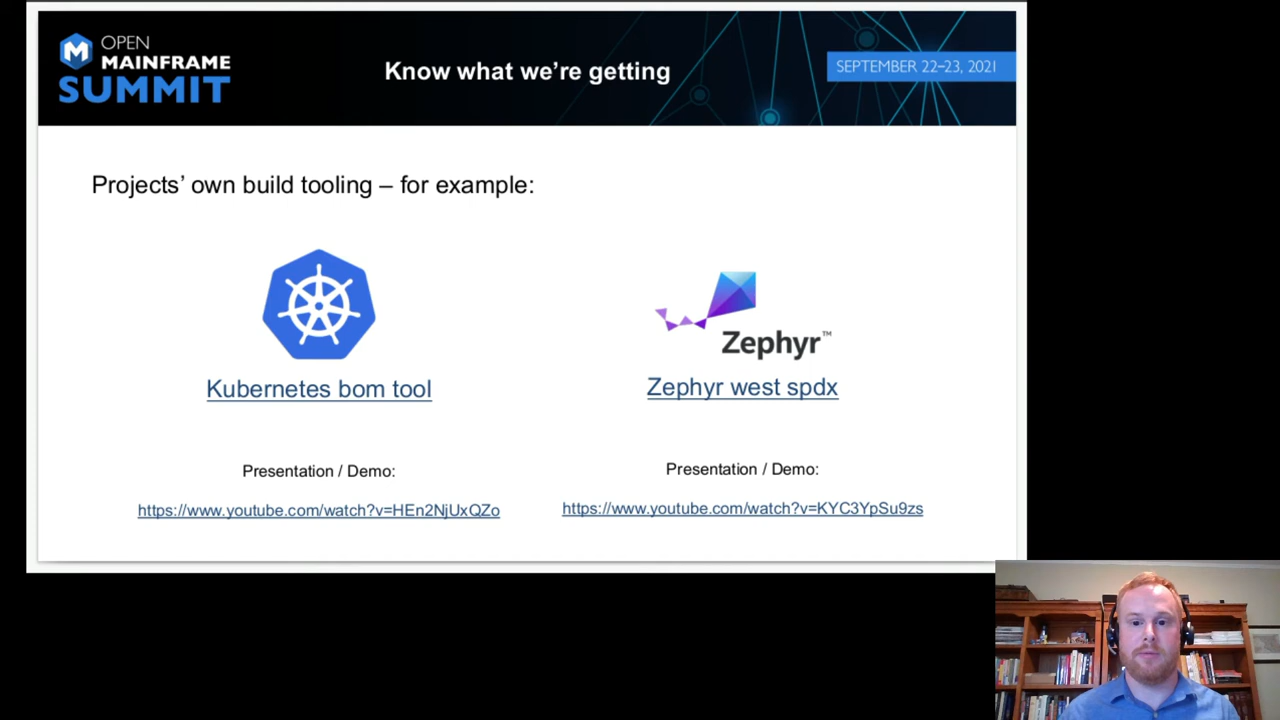 OPEN
MAINFRAME
SUMMIT
Know what we’re getting
SEPTEMBER 22–23, 2021
Projects’ own build tooling – for example:
Zephyr™
Kubernetes bom tool
Zephyr west spdx
Presentation / Demo:
Presentation / Demo:
https://www.youtube.com/watch?v=HEn2NjUxQZo
https://www.youtube.com/watch?v=KYC3YpSu9zs